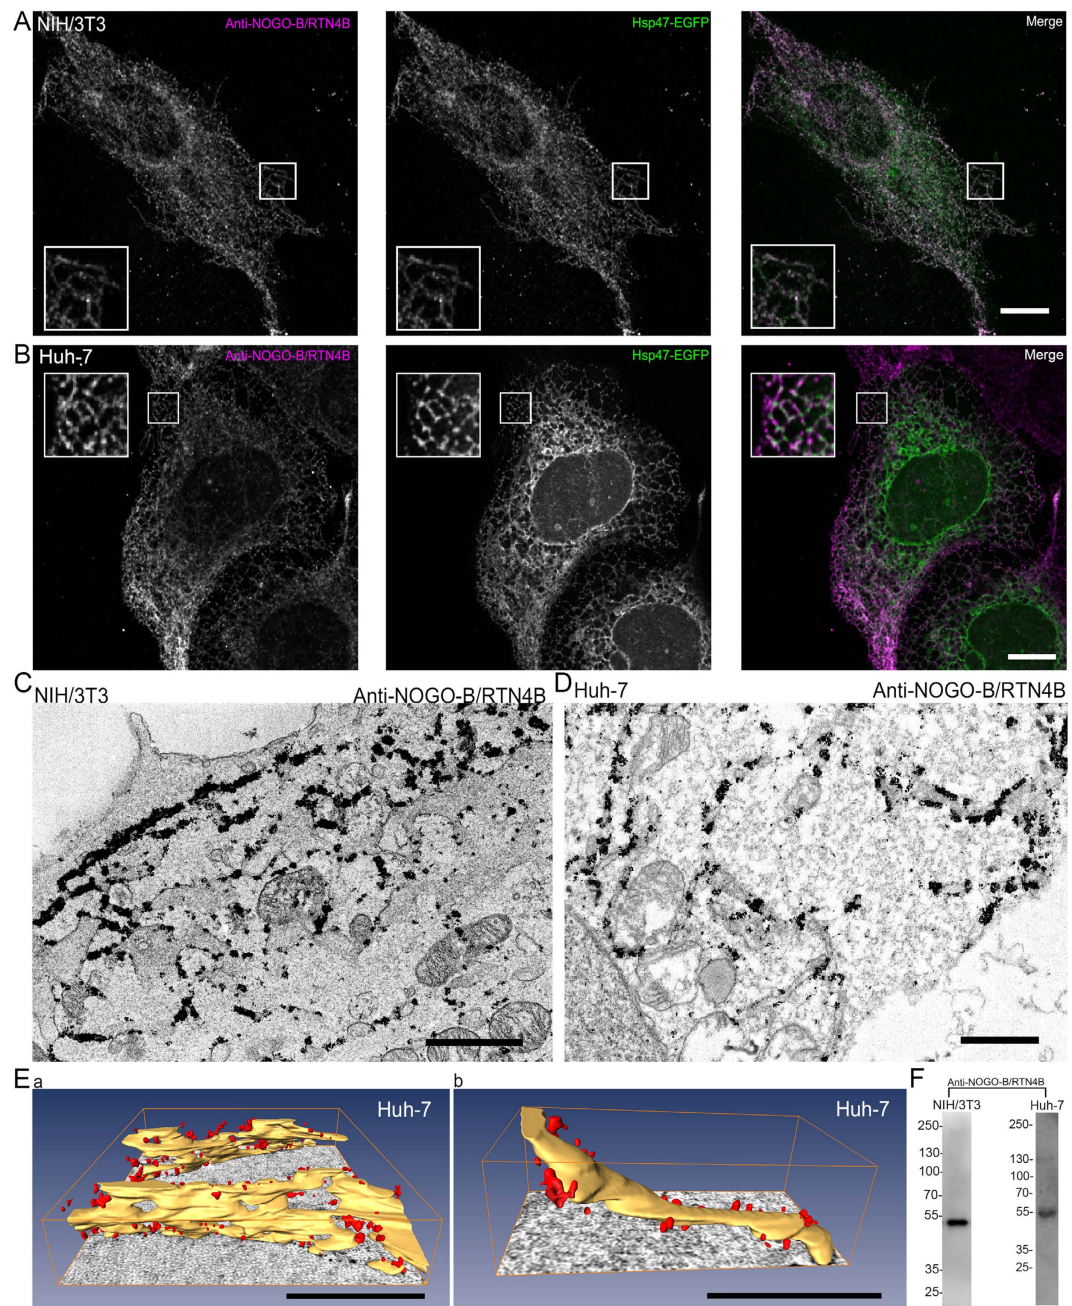 A
NIH/3T3
Anti-NOGO-B/RTN4B
Hsp47-EGFP
Merge
B
Huh-7
Anti-NOGO-B/RTN4B
Hsp47-EGFP
Merge
C
NIH/3T3
Anti-NOGO-B/RTN4B
D
Huh-7
Anti-NOGO-B/RTN4B
E
a
Huh-7
b
Huh-7
F
Anti-NOGO-B/RTN4B
NIH/3T3
Huh-7
250-
130-
100-
70-
55-
35-
25-
250-
130-
100-
70-
55-
35-
25-